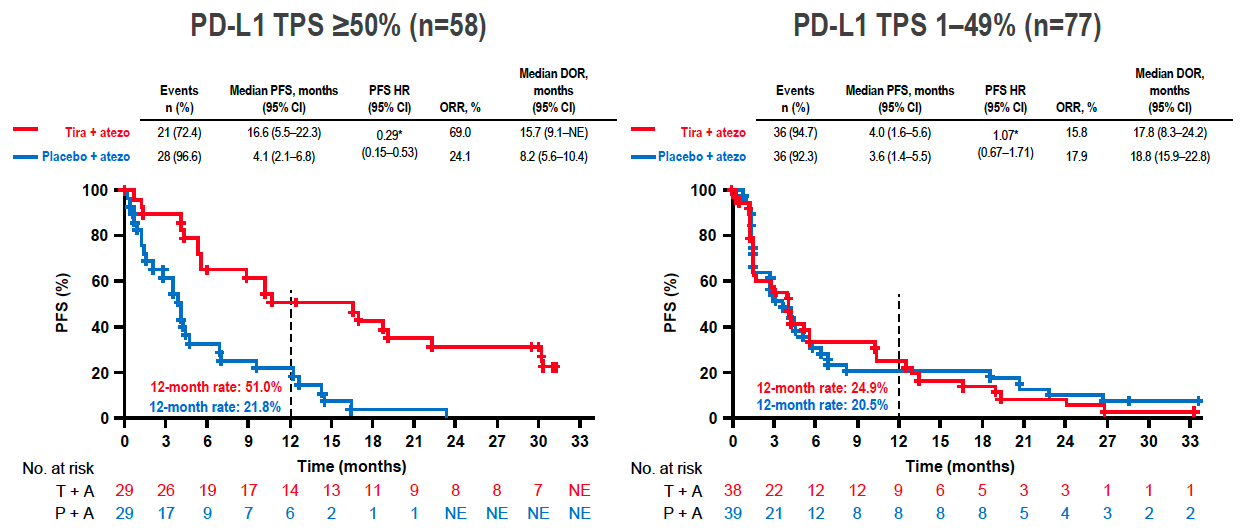 PD-L1 TPS ≥50% (n=58)
Events n (%) Median PFS, months (95% CI) PFS HR (95% CI) ORR, % Median DOR, months (95% CI)
Tira + atezo 21 (72.4) 16.6 (5.5–22.3) 0.29* (0.15–0.53) 69.0 15.7 (9.1–NE)
Placebo + atezo 28 (96.6) 4.1 (2.1–6.8) 24.1 8.2 (5.6–10.4)
PFS (%)
100
80
60
40
20
0
12-month rate: 51.0%
12-month rate: 21.8%
0 3 6 9 12 15 18 21 24 27 30 33
Time (months)
No. at risk
T + A 29 26 19 17 14 13 11 9 8 8 7 NE
P + A 29 17 9 7 6 2 1 1 NE NE NE NE
PD-L1 TPS 1–49% (n=77)
Events n (%) Median PFS, months (95% CI) PFS HR (95% CI) ORR, % Median DOR, months (95% CI)
Tira + atezo 36 (94.7) 4.0 (1.6–5.6) 1.07* (0.67–1.71) 15.8 17.8 (8.3–24.2)
Placebo + atezo 36 (92.3) 3.6 (1.4–5.5) 17.9 18.8 (15.9–22.8)
PFS (%)
100
80
60
40
20
0
12-month rate: 24.9%
12-month rate: 20.5%
0 3 6 9 12 15 18 21 24 27 30 33
Time (months)
No. at risk
T + A 38 22 12 12 9 6 5 3 3 1 1 1
P + A 39 21 12 8 8 8 8 5 4 3 2 2